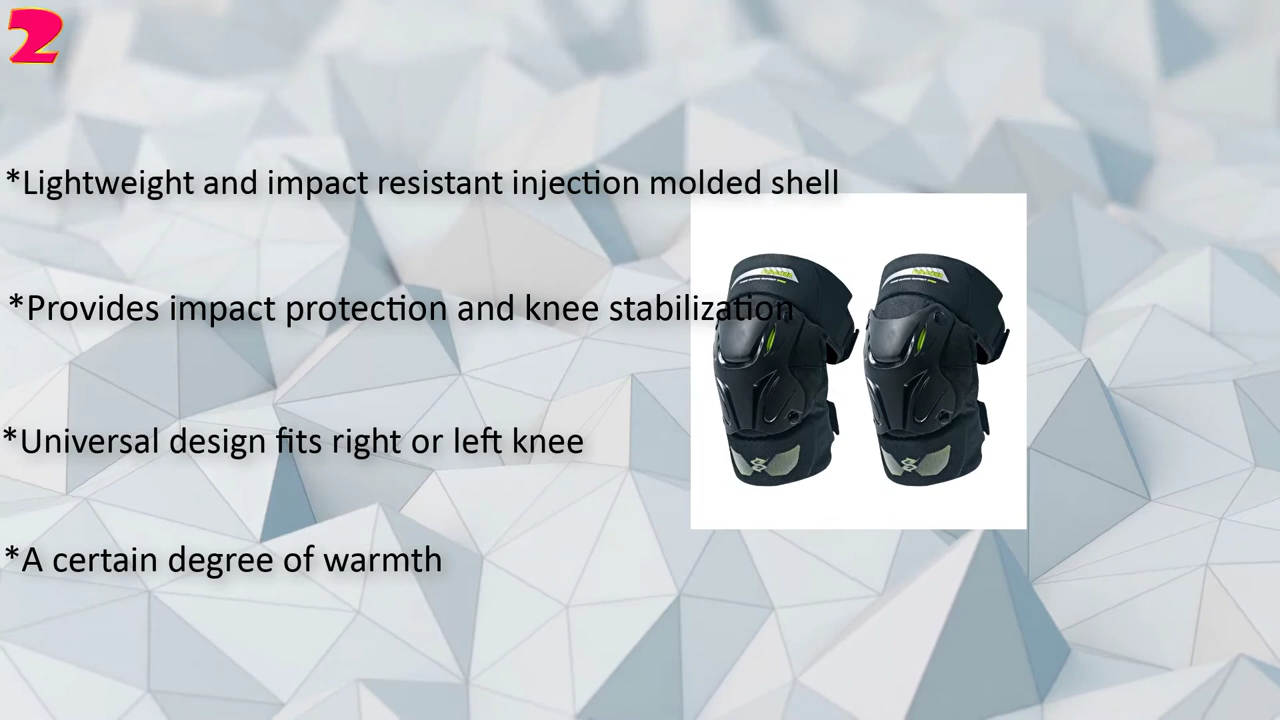 2
*Lightweight and impact resistant injection molded shell
*Provides impact protection and knee stabilization
*Universal design fits right or left knee
*A certain degree of warmth